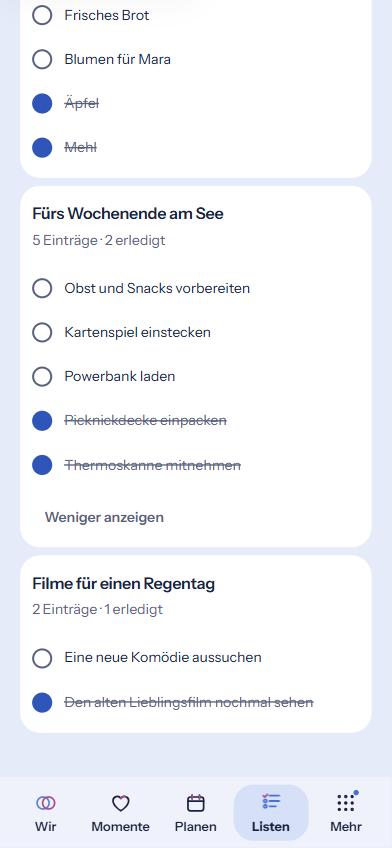 Frisches Brot
Blumen für Mara
Äpfel
Mehl
Fürs Wochenende am See
5 Einträge · 2 erledigt
Obst und Snacks vorbereiten
Kartenspiel einstecken
Powerbank laden
Picknickdecke einpacken
Thermoskanne mitnehmen
Weniger anzeigen
Filme für einen Regentag
2 Einträge · 1 erledigt
Eine neue Komödie aussuchen
Den alten Lieblingsfilm nochmal sehen
Wir Momente Planen Listen Mehr